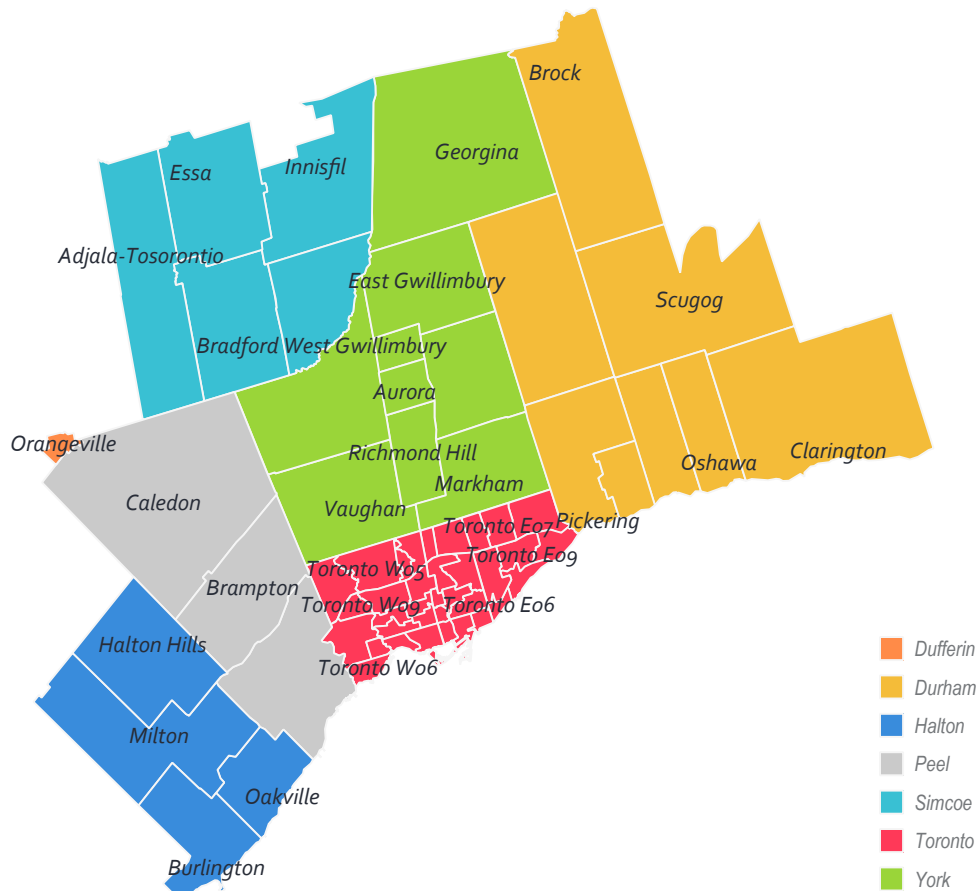 Brock
Georgina
Innisfil
Essa
Adjala-Tosorontio
East Gwillimbury
Scugog
Bradford West Gwillimbury
Aurora
Orangeville
Richmond Hill
Clarington
Oshawa
Markham
Caledon
Vaughan
Pickering
Toronto E07
Toronto E09
Toronto W05
Brampton
Toronto W09
Toronto E06
Halton Hills
Toronto W06
Milton
Oakville
Burlington
Dufferin
Durham
Halton
Peel
Simcoe
Toronto
York